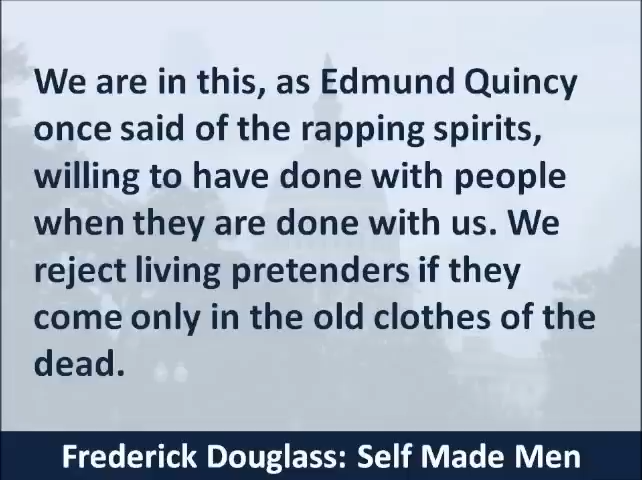 We are in this, as Edmund Quincy
once said of the rapping spirits,
willing to have done with people
when they are done with us. We
reject living pretenders if they
come only in the old clothes of the
dead.
Frederick Douglass: Self Made Men